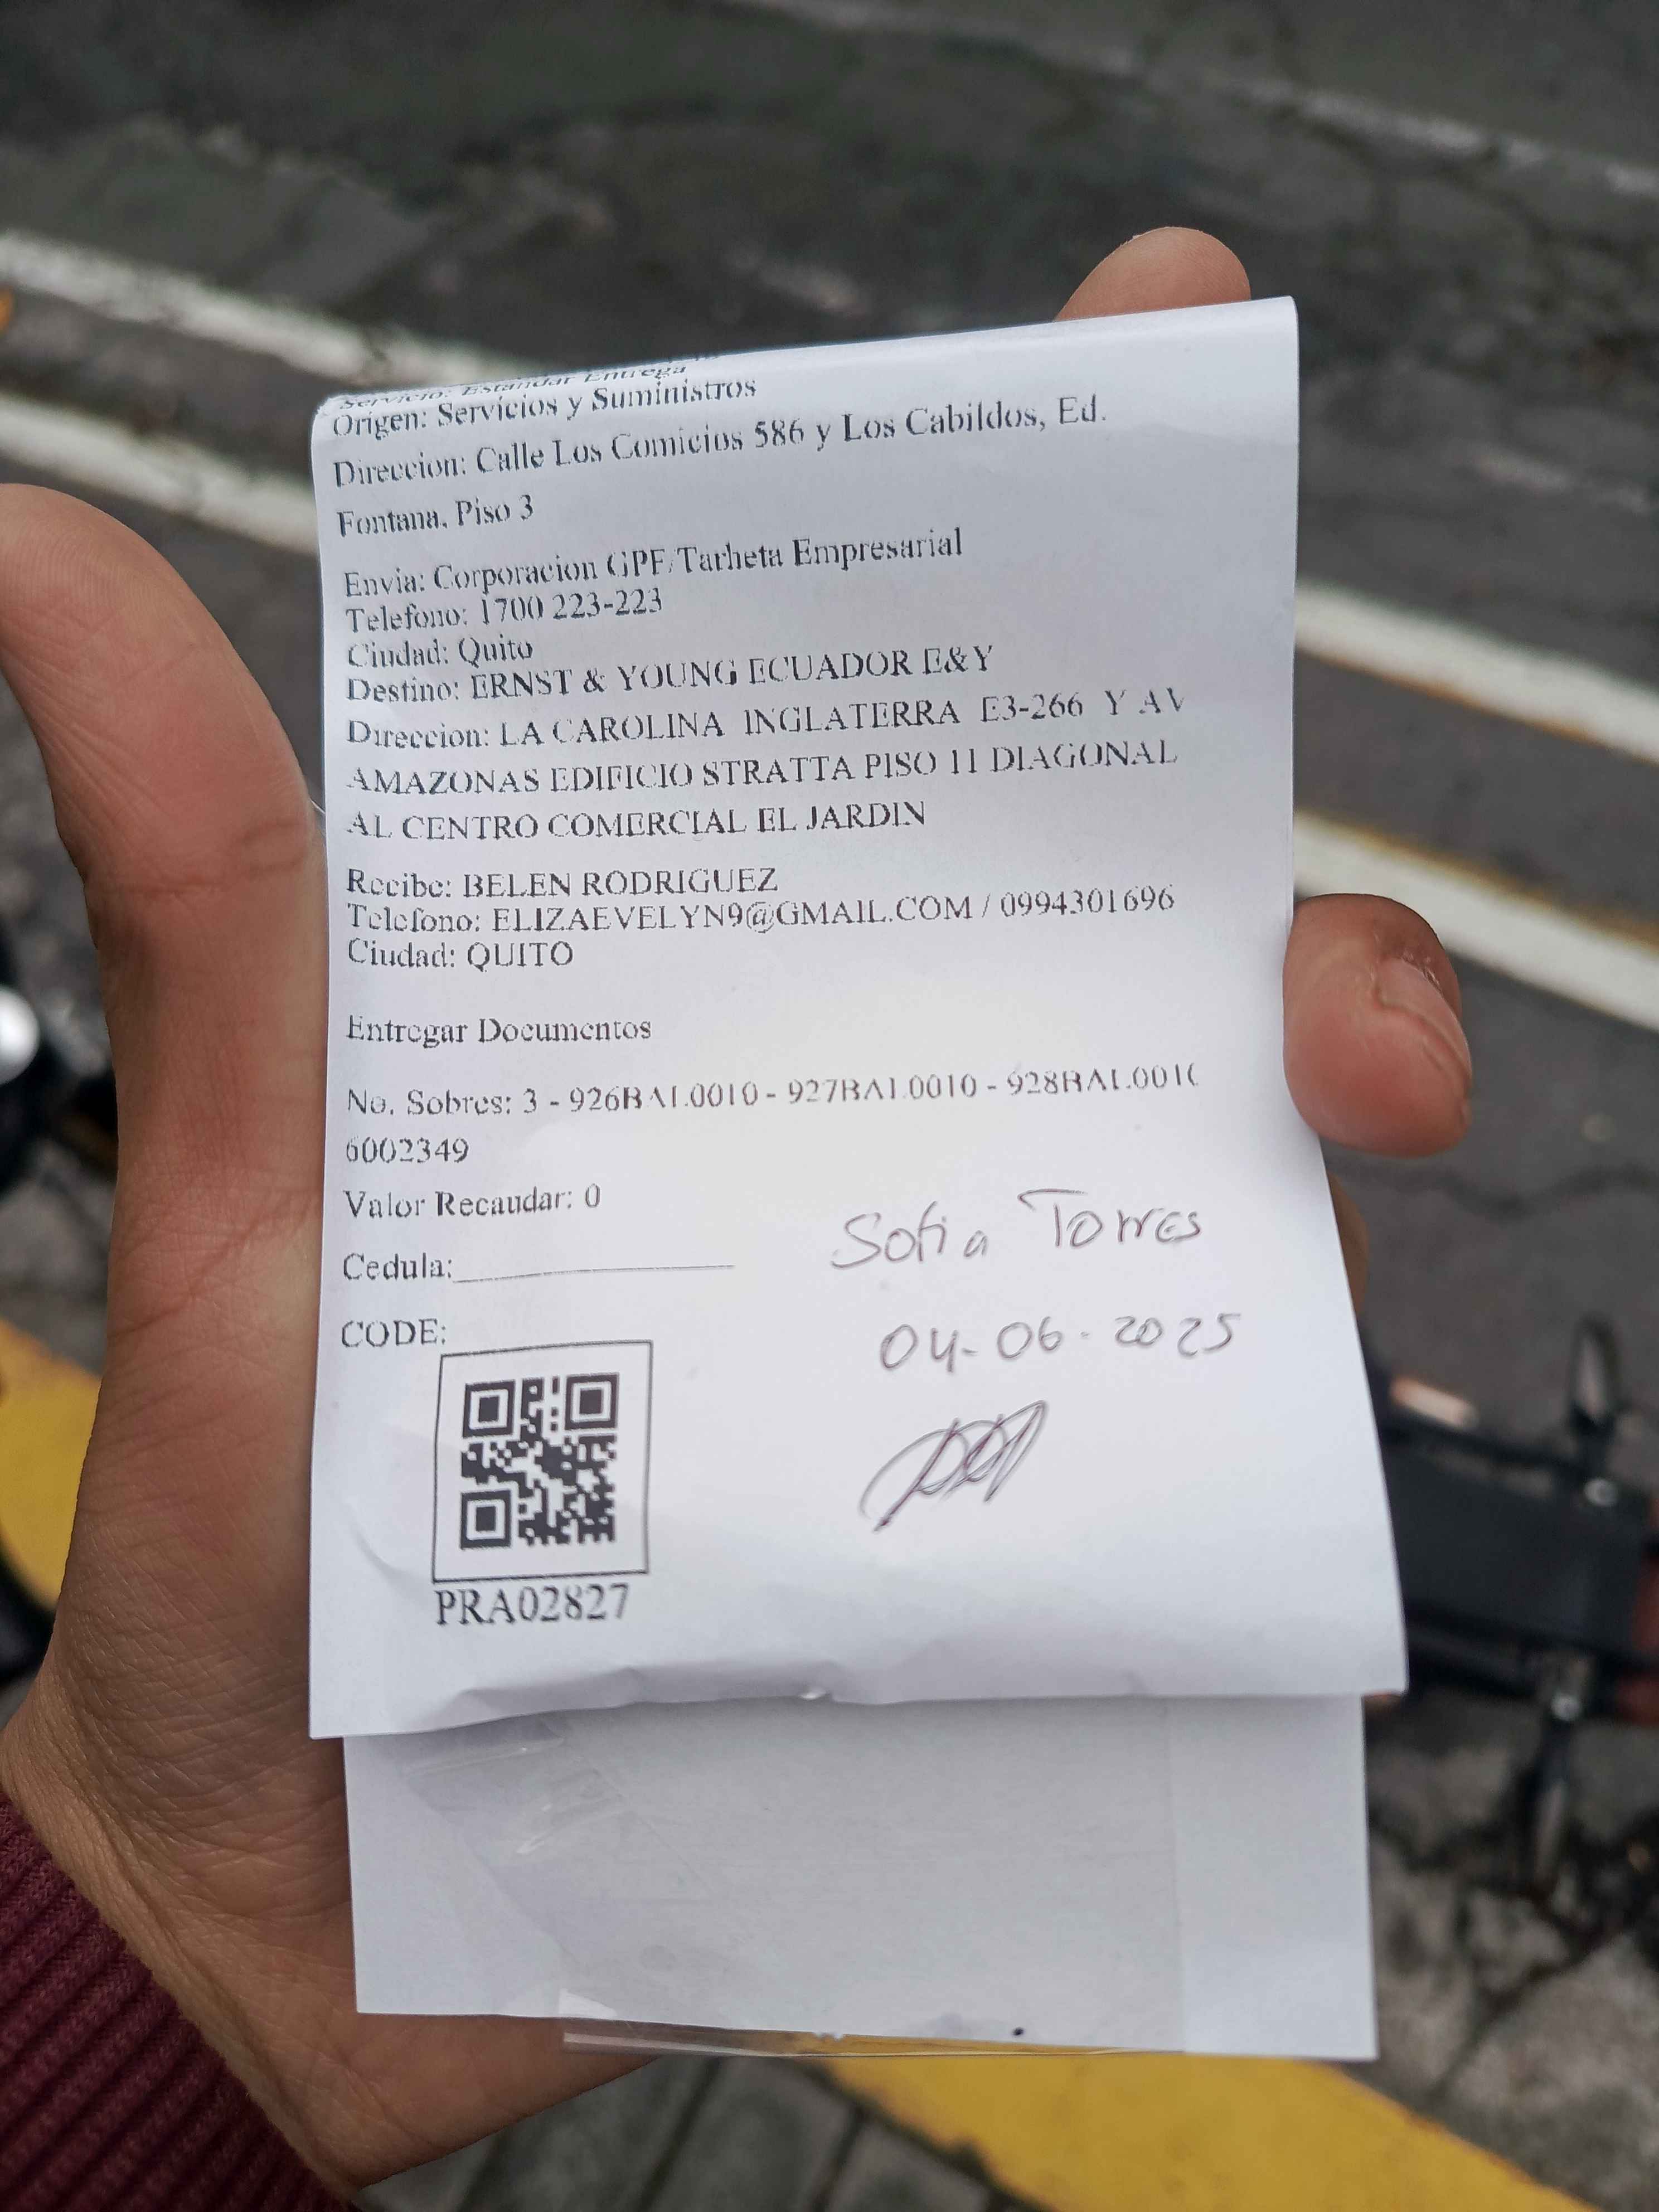 Servicio: Estandar Entrega
Origen: Servicios y Suministros
Direccion: Calle Los Comicios 586 y Los Cabildos, Ed.
Fontana, Piso 3
Envia: Corporacion GPF/Tarheta Empresarial
Telefono: 1700 223-223
Ciudad: Quito
Destino: ERNST & YOUNG ECUADOR E&Y
Direccion: LA CAROLINA INGLATERRA E3-266 Y AV
AMAZONAS EDIFICIO STRATTA PISO 11 DIAGONAL
AL CENTRO COMERCIAL EL JARDIN
Recibe: BELEN RODRIGUEZ
Telefono: ELIZAEVELYN9@GMAIL.COM / 0994301696
Ciudad: QUITO
Entregar Documentos
No. Sobres: 3 - 926BAL0010 - 927BAL0010 - 928BAL0010
6002349
Valor Recaudar: 0
Sofia Torres
Cedula:
04-06-2025
CODE:
PRA02827